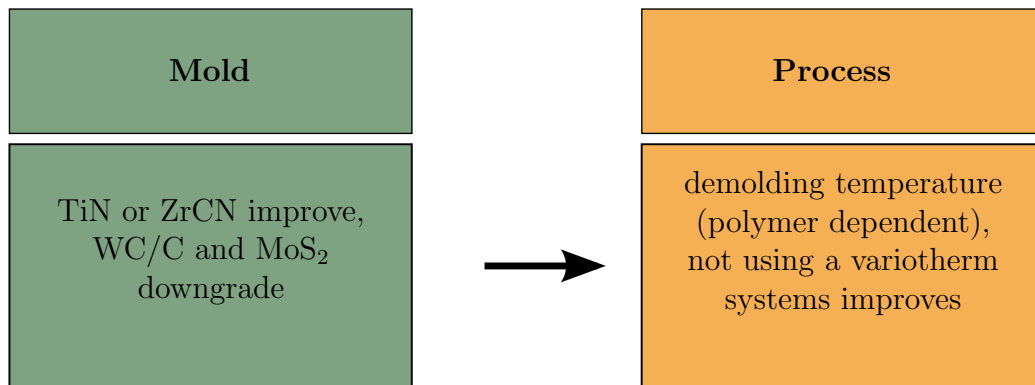 Mold
TiN or ZrCN improve,
WC/C and MoS₂
downgrade
Process
demolding temperature
(polymer dependent),
not using a variotherm
systems improves